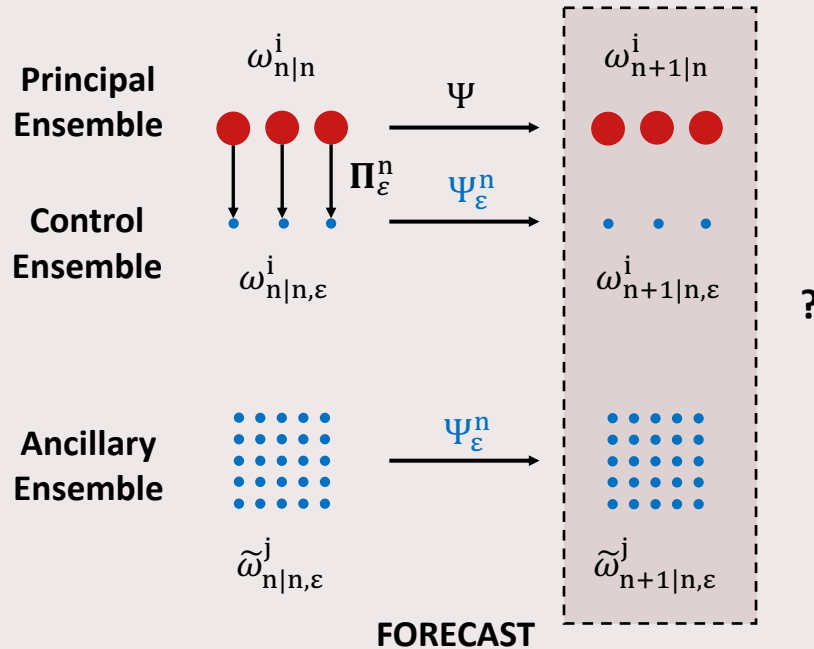 ω^i_{n|n}
ω^i_{n+1|n}
Principal
Ensemble
Ψ
Π^n_ε
Control
Ensemble
Ψ^n_ε
ω^i_{n|n,ε}
ω^i_{n+1|n,ε}
?
Ancillary
Ensemble
Ψ^n_ε
ω̃^j_{n|n,ε}
ω̃^j_{n+1|n,ε}
FORECAST